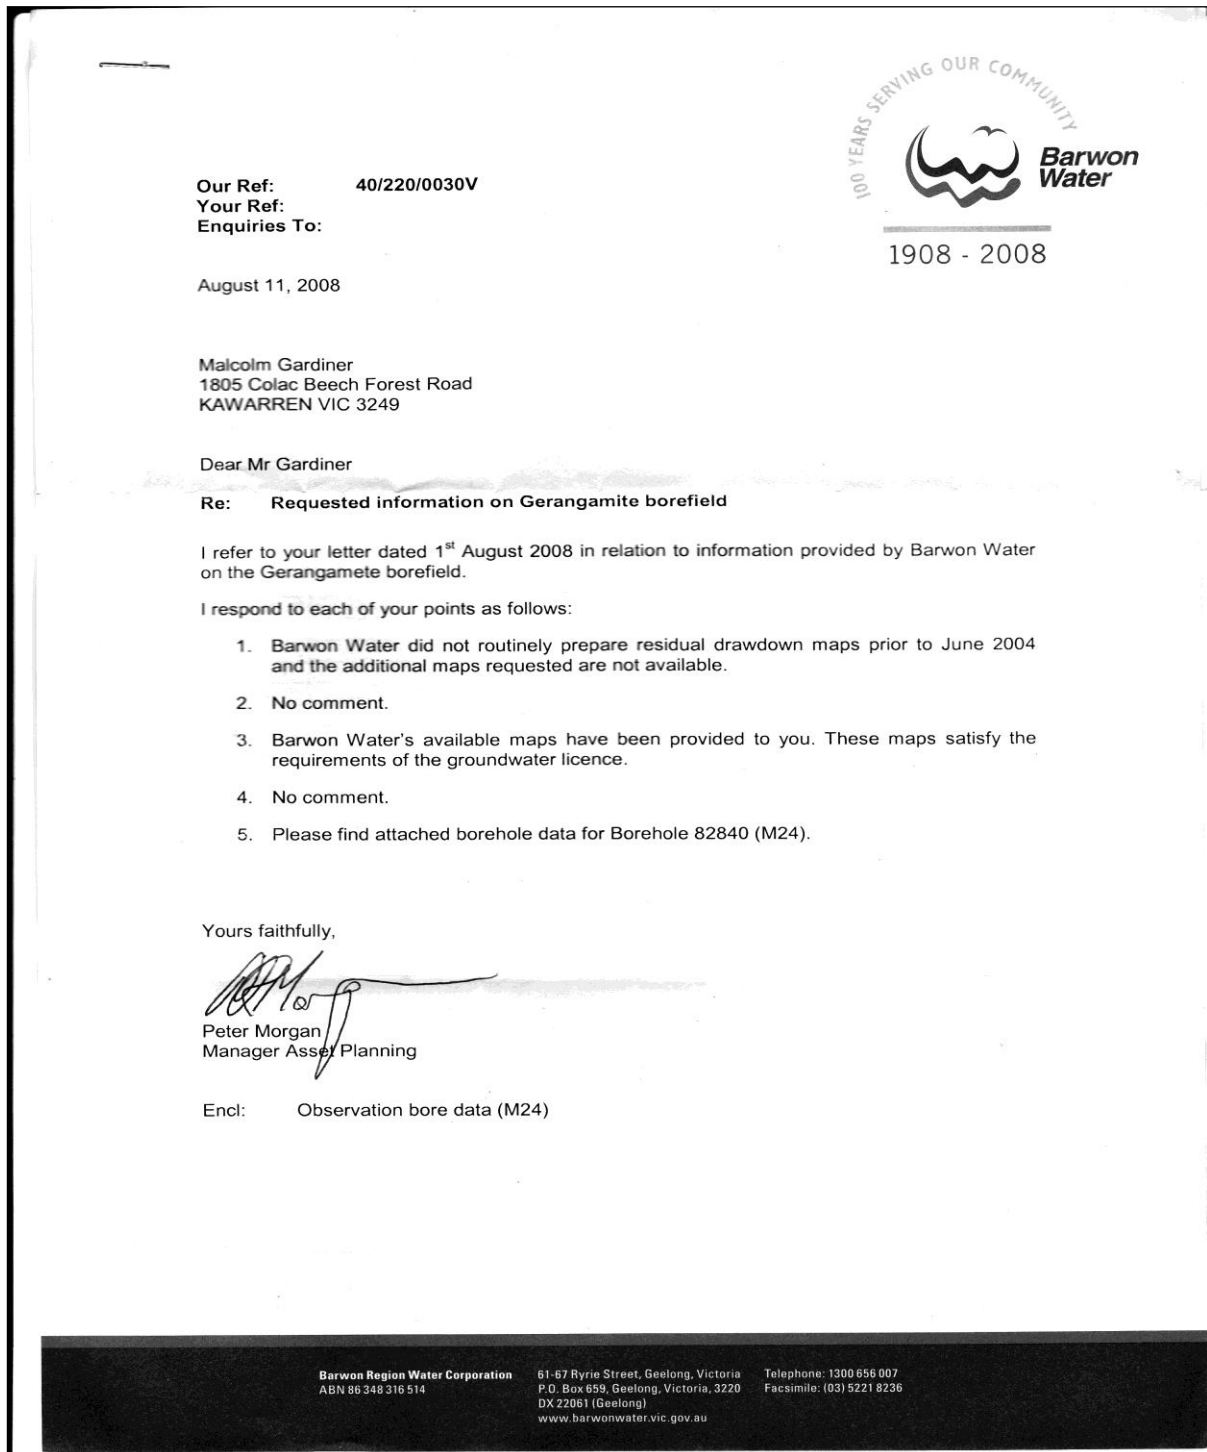 100 YEARS SERVING OUR COMMUNITY
Barwon
Water
1908 - 2008
Our Ref: 40/220/0030V
Your Ref:
Enquiries To:
August 11, 2008
Malcolm Gardiner
1805 Colac Beech Forest Road
KAWARREN VIC 3249
Dear Mr Gardiner
Re: Requested information on Gerangamite borefield
I refer to your letter dated 1st August 2008 in relation to information provided by Barwon Water
on the Gerangamete borefield.
I respond to each of your points as follows:
1. Barwon Water did not routinely prepare residual drawdown maps prior to June 2004
and the additional maps requested are not available.
2. No comment.
3. Barwon Water's available maps have been provided to you. These maps satisfy the
requirements of the groundwater licence.
4. No comment.
5. Please find attached borehole data for Borehole 82840 (M24).
Yours faithfully,
Peter Morgan
Manager Asset Planning
Encl: Observation bore data (M24)
Barwon Region Water Corporation
ABN 86 348 316 514
61-67 Ryrie Street, Geelong, Victoria
P.O. Box 659, Geelong, Victoria, 3220
DX 22061 (Geelong)
www.barwonwater.vic.gov.au
Telephone: 1300 656 007
Facsimile: (03) 5221 8236